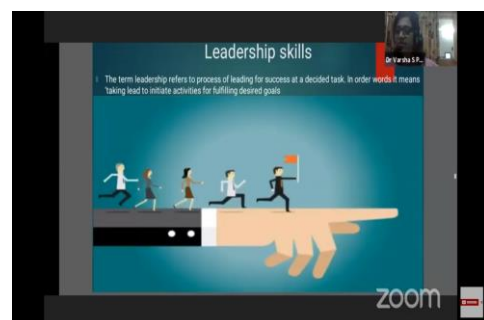 Leadership skills
The term leadership refers to process of leading for success at a decided task. In order words it means
'taking lead to initiate activities for fulfilling desired goals
Dr Varsha S P...
zoom